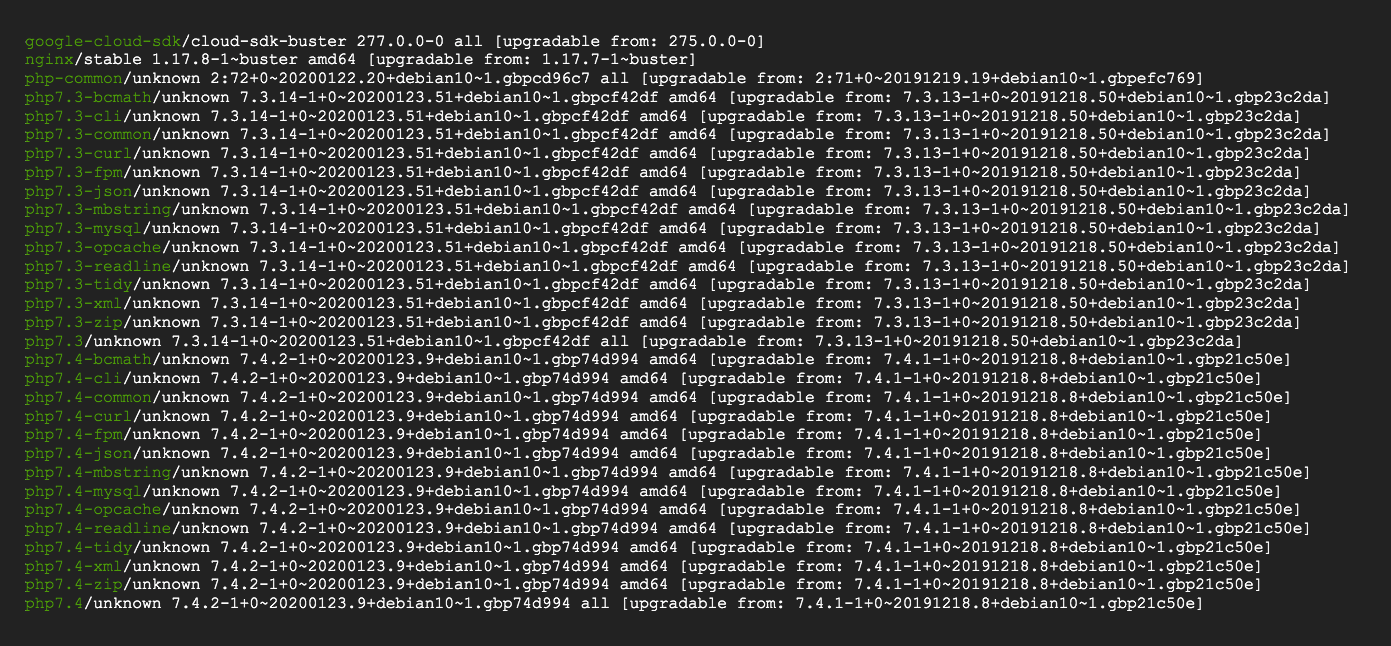 google-cloud-sdk/cloud-sdk-buster 277.0.0-0 all [upgradable from: 275.0.0-0]
nginx/stable 1.17.8-1~buster amd64 [upgradable from: 1.17.7-1~buster]
php-common/unknown 2:72+0~20200122.20+debian10~1.gbpcd96c7 all [upgradable from: 2:71+0~20191219.19+debian10~1.gbpefc769]
php7.3-bcmath/unknown 7.3.14-1+0~20200123.51+debian10~1.gbpcf42df amd64 [upgradable from: 7.3.13-1+0~20191218.50+debian10~1.gbp23c2da]
php7.3-cli/unknown 7.3.14-1+0~20200123.51+debian10~1.gbpcf42df amd64 [upgradable from: 7.3.13-1+0~20191218.50+debian10~1.gbp23c2da]
php7.3-common/unknown 7.3.14-1+0~20200123.51+debian10~1.gbpcf42df amd64 [upgradable from: 7.3.13-1+0~20191218.50+debian10~1.gbp23c2da]
php7.3-curl/unknown 7.3.14-1+0~20200123.51+debian10~1.gbpcf42df amd64 [upgradable from: 7.3.13-1+0~20191218.50+debian10~1.gbp23c2da]
php7.3-fpm/unknown 7.3.14-1+0~20200123.51+debian10~1.gbpcf42df amd64 [upgradable from: 7.3.13-1+0~20191218.50+debian10~1.gbp23c2da]
php7.3-json/unknown 7.3.14-1+0~20200123.51+debian10~1.gbpcf42df amd64 [upgradable from: 7.3.13-1+0~20191218.50+debian10~1.gbp23c2da]
php7.3-mbstring/unknown 7.3.14-1+0~20200123.51+debian10~1.gbpcf42df amd64 [upgradable from: 7.3.13-1+0~20191218.50+debian10~1.gbp23c2da]
php7.3-mysql/unknown 7.3.14-1+0~20200123.51+debian10~1.gbpcf42df amd64 [upgradable from: 7.3.13-1+0~20191218.50+debian10~1.gbp23c2da]
php7.3-opcache/unknown 7.3.14-1+0~20200123.51+debian10~1.gbpcf42df amd64 [upgradable from: 7.3.13-1+0~20191218.50+debian10~1.gbp23c2da]
php7.3-readline/unknown 7.3.14-1+0~20200123.51+debian10~1.gbpcf42df amd64 [upgradable from: 7.3.13-1+0~20191218.50+debian10~1.gbp23c2da]
php7.3-tidy/unknown 7.3.14-1+0~20200123.51+debian10~1.gbpcf42df amd64 [upgradable from: 7.3.13-1+0~20191218.50+debian10~1.gbp23c2da]
php7.3-xml/unknown 7.3.14-1+0~20200123.51+debian10~1.gbpcf42df amd64 [upgradable from: 7.3.13-1+0~20191218.50+debian10~1.gbp23c2da]
php7.3-zip/unknown 7.3.14-1+0~20200123.51+debian10~1.gbpcf42df amd64 [upgradable from: 7.3.13-1+0~20191218.50+debian10~1.gbp23c2da]
php7.3/unknown 7.3.14-1+0~20200123.51+debian10~1.gbpcf42df all [upgradable from: 7.3.13-1+0~20191218.50+debian10~1.gbp23c2da]
php7.4-bcmath/unknown 7.4.2-1+0~20200123.9+debian10~1.gbp74d994 amd64 [upgradable from: 7.4.1-1+0~20191218.8+debian10~1.gbp21c50e]
php7.4-cli/unknown 7.4.2-1+0~20200123.9+debian10~1.gbp74d994 amd64 [upgradable from: 7.4.1-1+0~20191218.8+debian10~1.gbp21c50e]
php7.4-common/unknown 7.4.2-1+0~20200123.9+debian10~1.gbp74d994 amd64 [upgradable from: 7.4.1-1+0~20191218.8+debian10~1.gbp21c50e]
php7.4-curl/unknown 7.4.2-1+0~20200123.9+debian10~1.gbp74d994 amd64 [upgradable from: 7.4.1-1+0~20191218.8+debian10~1.gbp21c50e]
php7.4-fpm/unknown 7.4.2-1+0~20200123.9+debian10~1.gbp74d994 amd64 [upgradable from: 7.4.1-1+0~20191218.8+debian10~1.gbp21c50e]
php7.4-json/unknown 7.4.2-1+0~20200123.9+debian10~1.gbp74d994 amd64 [upgradable from: 7.4.1-1+0~20191218.8+debian10~1.gbp21c50e]
php7.4-mbstring/unknown 7.4.2-1+0~20200123.9+debian10~1.gbp74d994 amd64 [upgradable from: 7.4.1-1+0~20191218.8+debian10~1.gbp21c50e]
php7.4-mysql/unknown 7.4.2-1+0~20200123.9+debian10~1.gbp74d994 amd64 [upgradable from: 7.4.1-1+0~20191218.8+debian10~1.gbp21c50e]
php7.4-opcache/unknown 7.4.2-1+0~20200123.9+debian10~1.gbp74d994 amd64 [upgradable from: 7.4.1-1+0~20191218.8+debian10~1.gbp21c50e]
php7.4-readline/unknown 7.4.2-1+0~20200123.9+debian10~1.gbp74d994 amd64 [upgradable from: 7.4.1-1+0~20191218.8+debian10~1.gbp21c50e]
php7.4-tidy/unknown 7.4.2-1+0~20200123.9+debian10~1.gbp74d994 amd64 [upgradable from: 7.4.1-1+0~20191218.8+debian10~1.gbp21c50e]
php7.4-xml/unknown 7.4.2-1+0~20200123.9+debian10~1.gbp74d994 amd64 [upgradable from: 7.4.1-1+0~20191218.8+debian10~1.gbp21c50e]
php7.4-zip/unknown 7.4.2-1+0~20200123.9+debian10~1.gbp74d994 amd64 [upgradable from: 7.4.1-1+0~20191218.8+debian10~1.gbp21c50e]
php7.4/unknown 7.4.2-1+0~20200123.9+debian10~1.gbp74d994 all [upgradable from: 7.4.1-1+0~20191218.8+debian10~1.gbp21c50e]